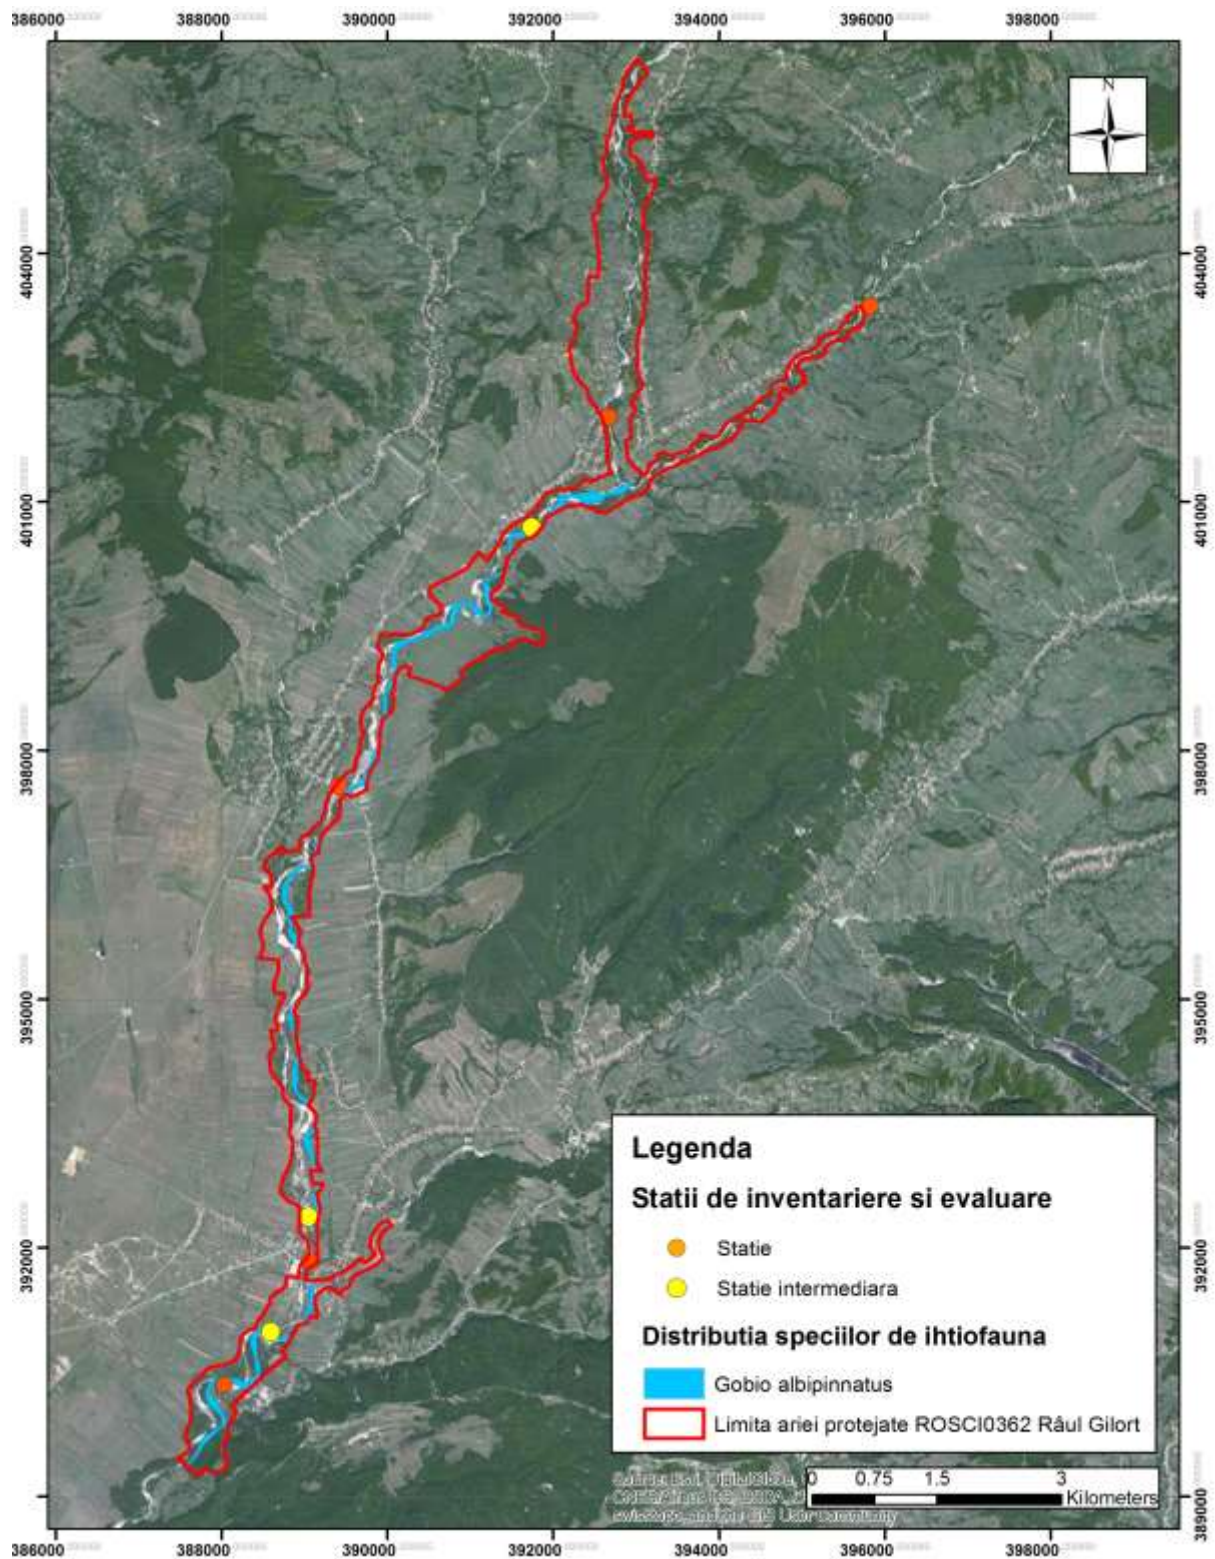 386000 388000 390000 392000 394000 396000 398000
N
404000 404000
401000 401000
398000 398000
395000 395000
392000 392000
389000
Legenda
Statii de inventariere si evaluare
Statie
Statie intermediara
Distributia speciilor de ihtiofauna
Gobio albipinnatus
Limita ariei protejate ROSCI0362 Râul Gilort
0 0.75 1.5 3
Kilometers
386000 388000 390000 392000 394000 396000 398000